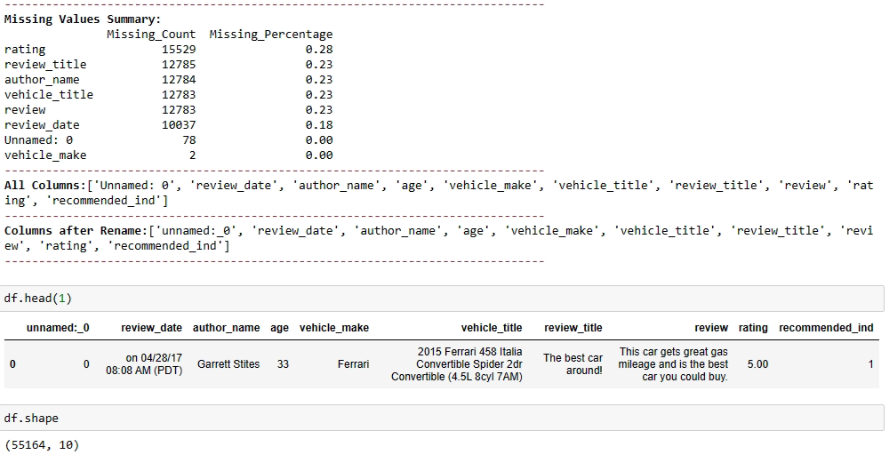 Missing Values Summary:
Missing_Count Missing_Percentage
rating 15529 0.28
review_title 12785 0.23
author_name 12784 0.23
vehicle_title 12783 0.23
review 12783 0.23
review_date 10037 0.18
Unnamed: 0 78 0.00
vehicle_make 2 0.00
All Columns:['Unnamed: 0', 'review_date', 'author_name', 'age', 'vehicle_make', 'vehicle_title', 'review_title', 'review', 'rat
ing', 'recommended_ind']
Columns after Rename:['unnamed:_0', 'review_date', 'author_name', 'age', 'vehicle_make', 'vehicle_title', 'review_title', 'revi
ew', 'rating', 'recommended_ind']
df.head(1)
unnamed:_0 review_date author_name age vehicle_make vehicle_title review_title review rating recommended_ind
0 0 on 04/28/17 08:08 AM (PDT) Garrett Stites 33 Ferrari 2015 Ferrari 458 Italia Convertible Spider 2dr Convertible (4.5L 8cyl 7AM) The best car around! This car gets great gas mileage and is the best car you could buy. 5.00 1
df.shape
(55164, 10)